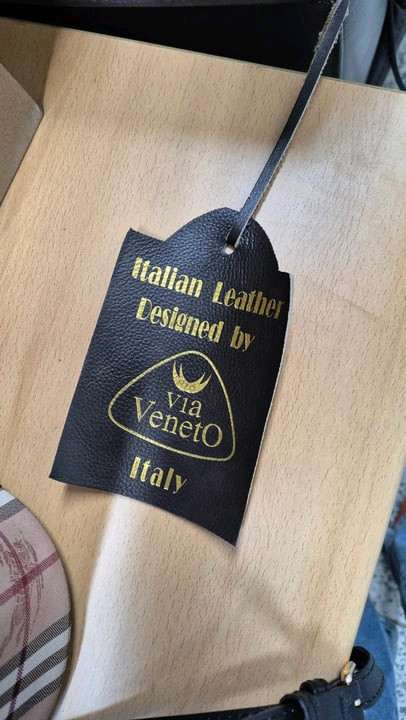 Italian Leather
Designed by
Via
Veneto
Italy